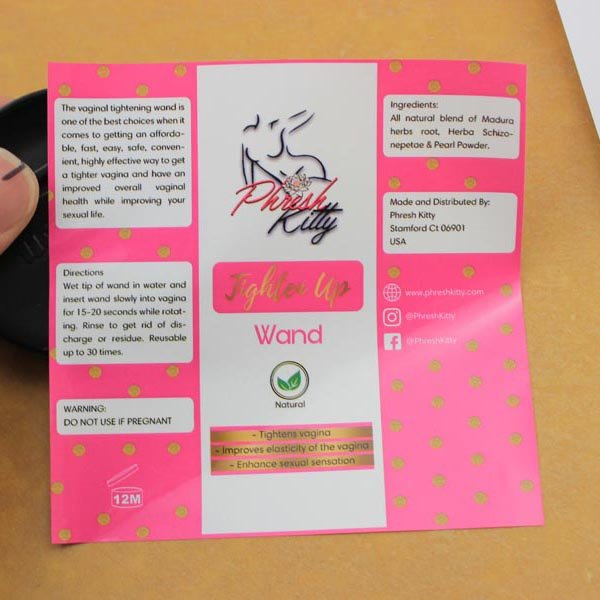 The vaginal tightening wand is
one of the best choices when it
comes to getting an afforda-
ble, fast, easy, safe, conven-
ient, highly effective way to get
a tighter vagina and have an
improved overall vaginal
health while improving your
sexual life.
Directions
Wet tip of wand in water and
insert wand slowly into vagina
for 15-20 seconds while rotat-
ing. Rinse to get rid of dis-
charge or residue. Reusable
up to 30 times.
WARNING:
DO NOT USE IF PREGNANT
12M
Phresh
Kitty
Tighten Up
Wand
Natural
- Tightens vagina
- Improves elasticity of the vagina
- Enhance sexual sensation
Ingredients:
All natural blend of Madura
herbs root, Herba Schizo-
nepetae & Pearl Powder.
Made and Distributed By:
Phresh Kitty
Stamford Ct 06901
USA
www.phreshkitty.com
@PhreshKitty
@PhreshKitty